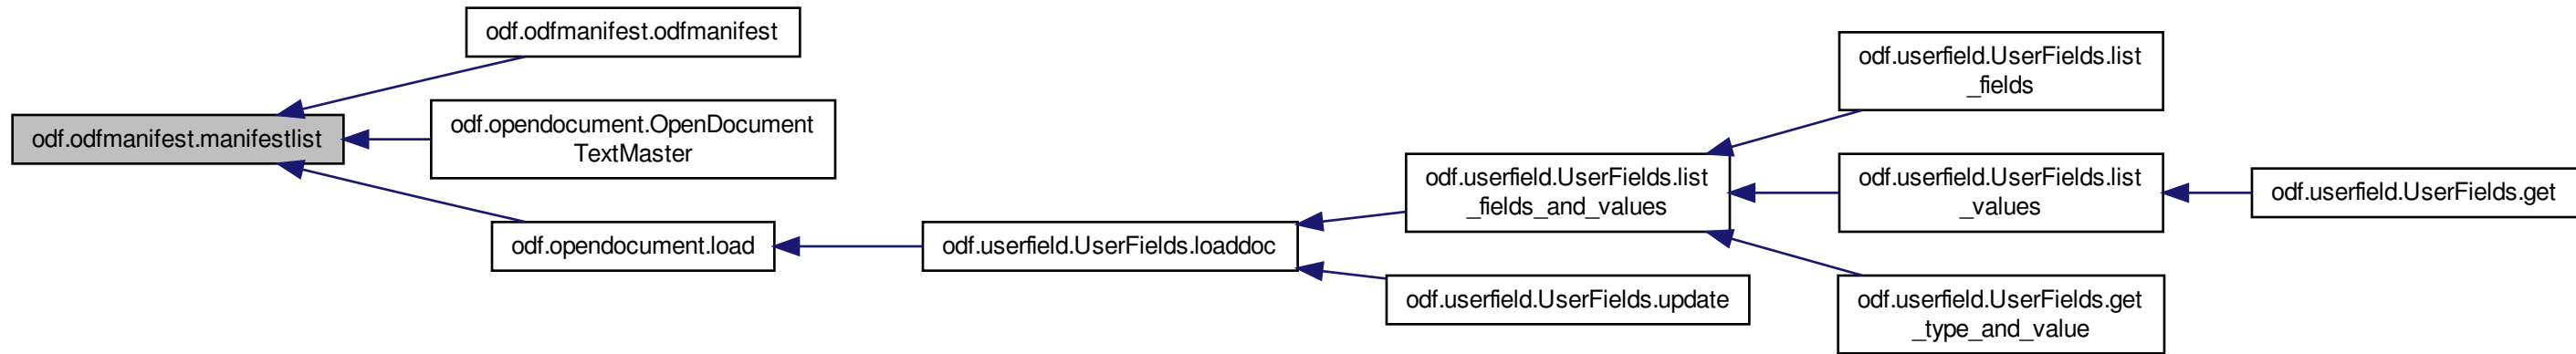 odf.odfmanifest.manifestlist
odf.odfmanifest.odfmanifest
odf.opendocument.OpenDocument
TextMaster
odf.opendocument.load
odf.userfield.UserFields.loaddoc
odf.userfield.UserFields.list
_fields_and_values
odf.userfield.UserFields.update
odf.userfield.UserFields.list
_fields
odf.userfield.UserFields.list
_values
odf.userfield.UserFields.get
_type_and_value
odf.userfield.UserFields.get